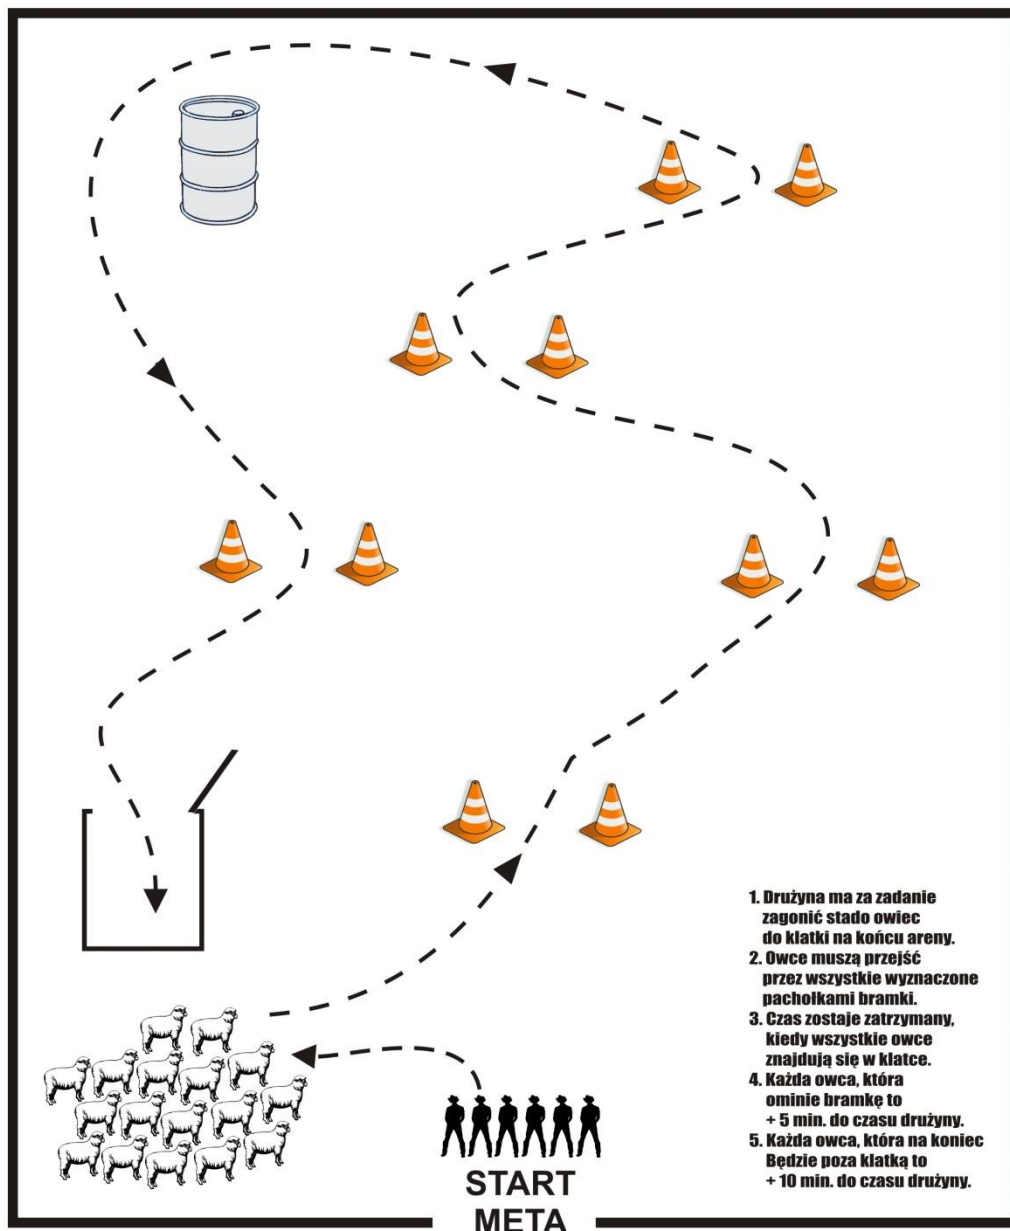 1. Drużyna ma za zadanie
zagonić stado owiec
do klatki na końcu areny.
2. Owce muszą przejść
przez wszystkie wyznaczone
pachołkami bramki.
3. Czas zostaje zatrzymany,
kiedy wszystkie owce
znajdują się w klatce.
4. Każda owca, która
ominie bramkę to
+ 5 min. do czasu drużyny.
5. Każda owca, która na koniec
Będzie poza klatką to
+ 10 min. do czasu drużyny.
START
META